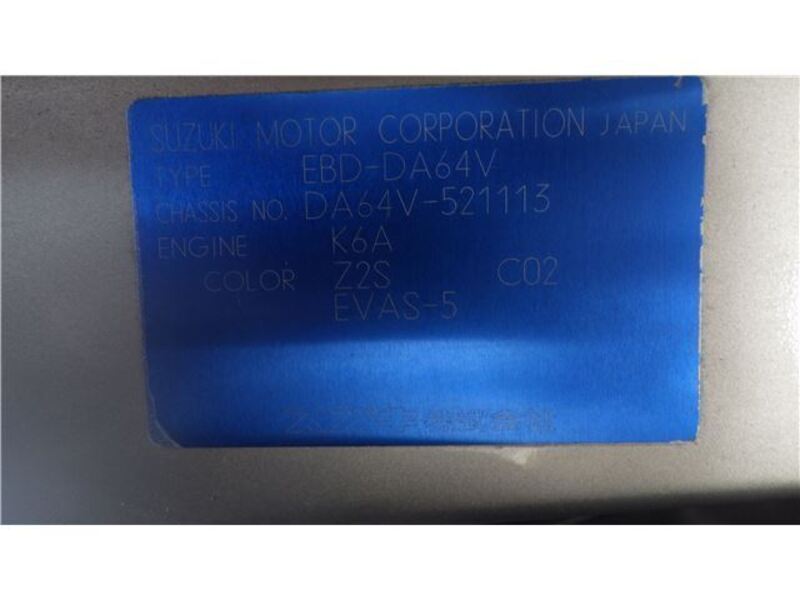 SUZUKI MOTOR CORPORATION JAPAN
TYPE EBD-DA64V
CHASSIS NO. DA64V-521113
ENGINE K6A
COLOR Z2S C02
EVAS-5